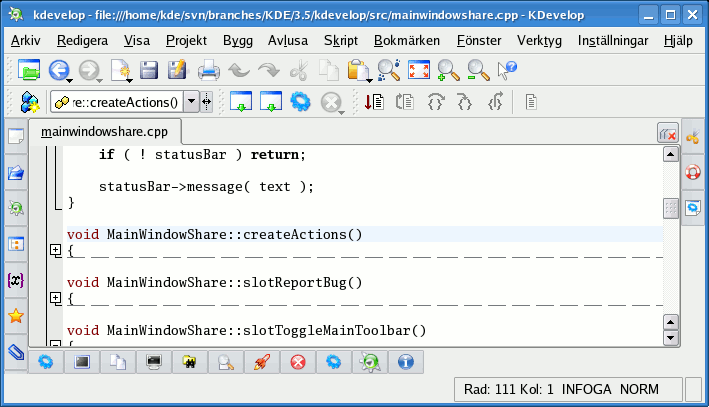 kdevelop - file:///home/kde/svn/branches/KDE/3.5/kdevelop/src/mainwindowshare.cpp - KDevelop
Arkiv Redigera Visa Projekt Bygg Avlusa Skript Bokmärken Fönster Verktyg Inställningar Hjälp
re::createActions()
mainwindowshare.cpp
if ( ! statusBar ) return;
statusBar->message( text );
}
void MainWindowShare::createActions()
{
void MainWindowShare::slotReportBug()
{
void MainWindowShare::slotToggleMainToolbar()
{
Rad: 111 Kol: 1 INFOGA NORM